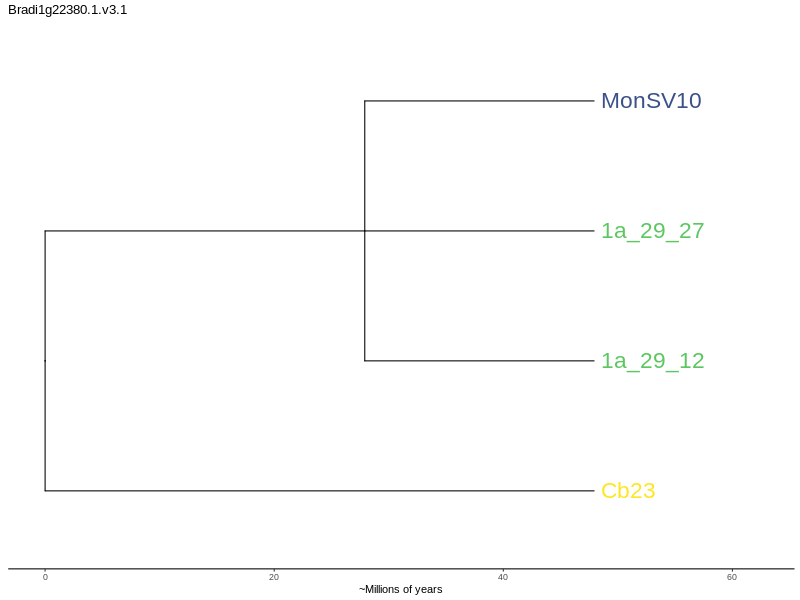 Bradi1g22380.1.v3.1
MonSV10
1a_29_27
1a_29_12
Cb23
0 20 40 60
~Millions of years